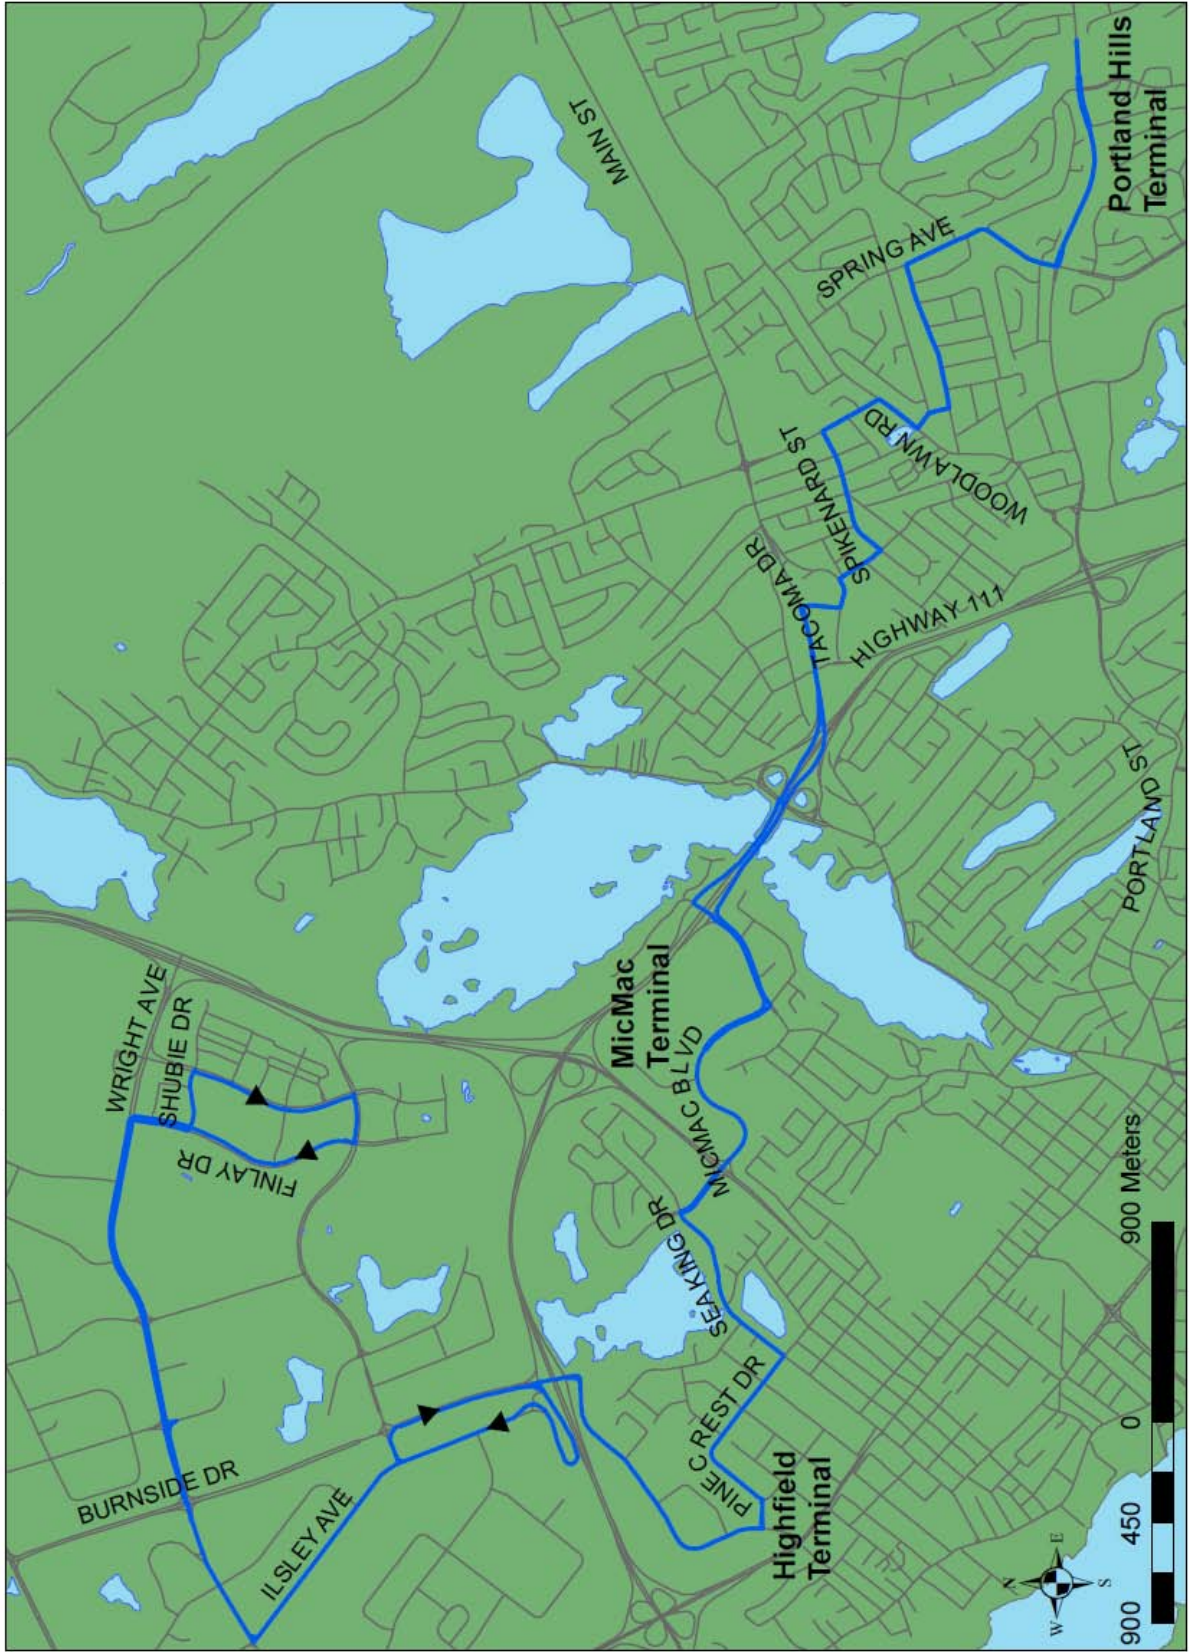 MAIN ST
Portland Hills
Terminal
SPRING AVE
WOODLAWN RD
SPIKENARD ST
TACOMA DR
HIGHWAY 111
PORTLAND ST
WRIGHT AVE
SHUBIE DR
FINLAY DR
MicMac
Terminal
MICMAC BLVD
SEA KING DR
PINE C REST DR
BURNSIDE DR
ILSLEY AVE
Highfield
Terminal
N
W E
S
900 450 0 900 Meters